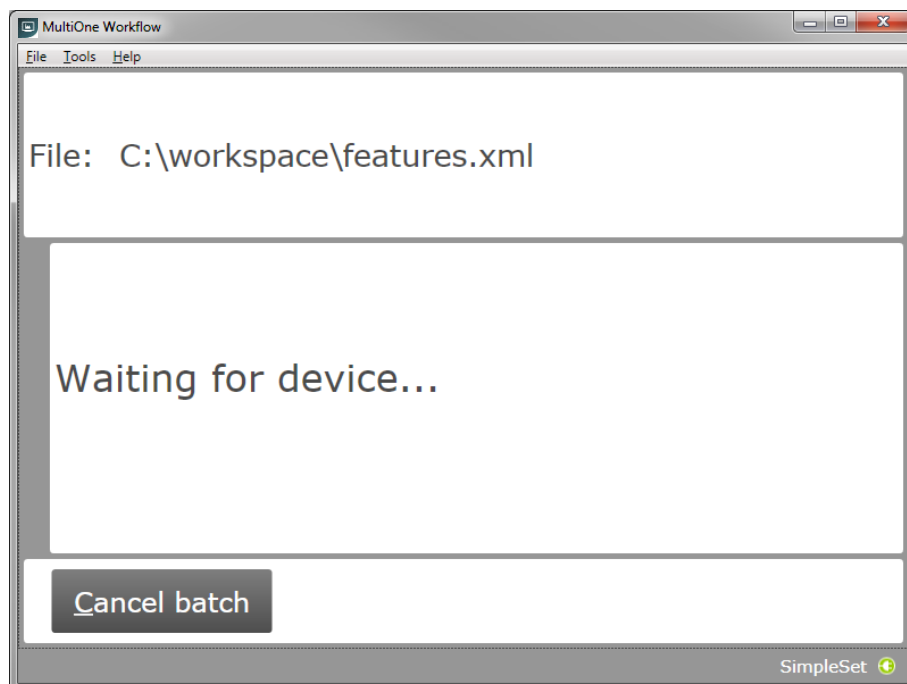 MultiOne Workflow
File Tools Help
File: C:\workspace\features.xml
Waiting for device...
Cancel batch
SimpleSet